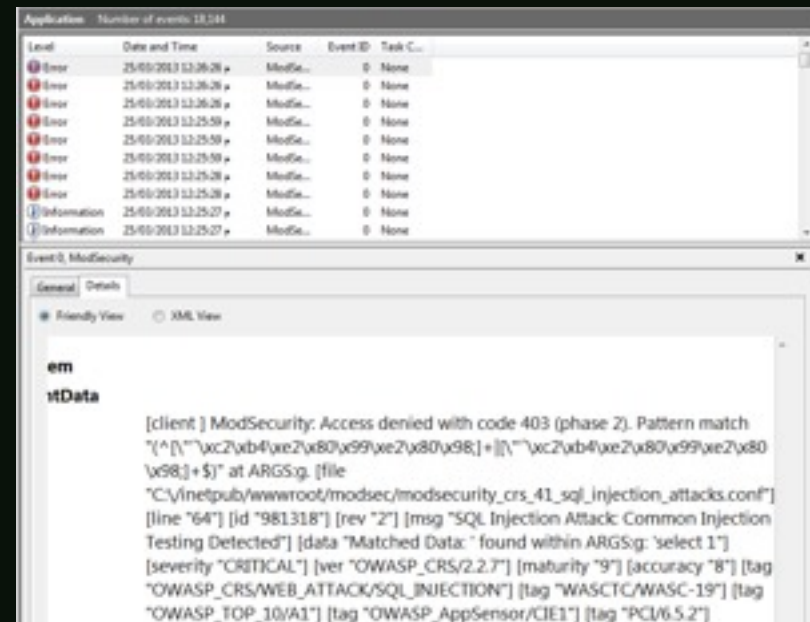 Application Number of events: 18,144
Level Date and Time Source Event ID Task C...
Error 25/03/2013 12:26:26 م ModSe... 0 None
Error 25/03/2013 12:26:26 م ModSe... 0 None
Error 25/03/2013 12:26:26 م ModSe... 0 None
Error 25/03/2013 12:25:59 م ModSe... 0 None
Error 25/03/2013 12:25:59 م ModSe... 0 None
Error 25/03/2013 12:25:59 م ModSe... 0 None
Error 25/03/2013 12:25:28 م ModSe... 0 None
Error 25/03/2013 12:25:28 م ModSe... 0 None
Information 25/03/2013 12:25:27 م ModSe... 0 None
Information 25/03/2013 12:25:27 م ModSe... 0 None
Event 0, ModSecurity
General Details
Friendly View XML View
em
ntData
[client ] ModSecurity: Access denied with code 403 (phase 2). Pattern match
"(^[\"'`\xc2\xb4\xe2\x80\x99\xe2\x80\x98;]+|[\"'`\xc2\xb4\xe2\x80\x99\xe2\x80
\x98;]+$)" at ARGS:g. [file
"C:\/inetpub/wwwroot/modsec/modsecurity_crs_41_sql_injection_attacks.conf"]
[line "64"] [id "981318"] [rev "2"] [msg "SQL Injection Attack: Common Injection
Testing Detected"] [data "Matched Data: ' found within ARGS:g: 'select 1"]
[severity "CRITICAL"] [ver "OWASP_CRS/2.2.7"] [maturity "9"] [accuracy "8"] [tag
"OWASP_CRS/WEB_ATTACK/SQL_INJECTION"] [tag "WASCTC/WASC-19"] [tag
"OWASP_TOP_10/A1"] [tag "OWASP_AppSensor/CIE1"] [tag "PCI/6.5.2"]